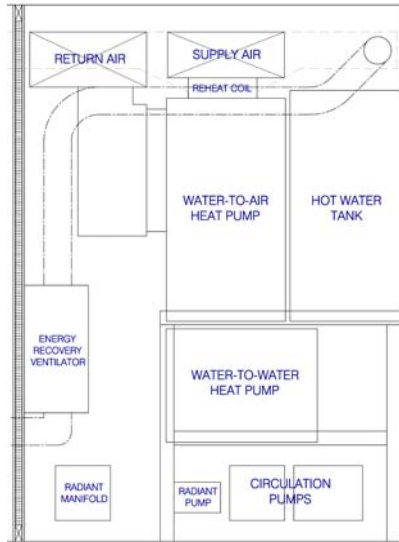 RETURN AIR
SUPPLY AIR
REHEAT COIL
WATER-TO-AIR
HEAT PUMP
HOT WATER
TANK
ENERGY
RECOVERY
VENTILATOR
WATER-TO-WATER
HEAT PUMP
RADIANT
MANIFOLD
RADIANT
PUMP
CIRCULATION
PUMPS